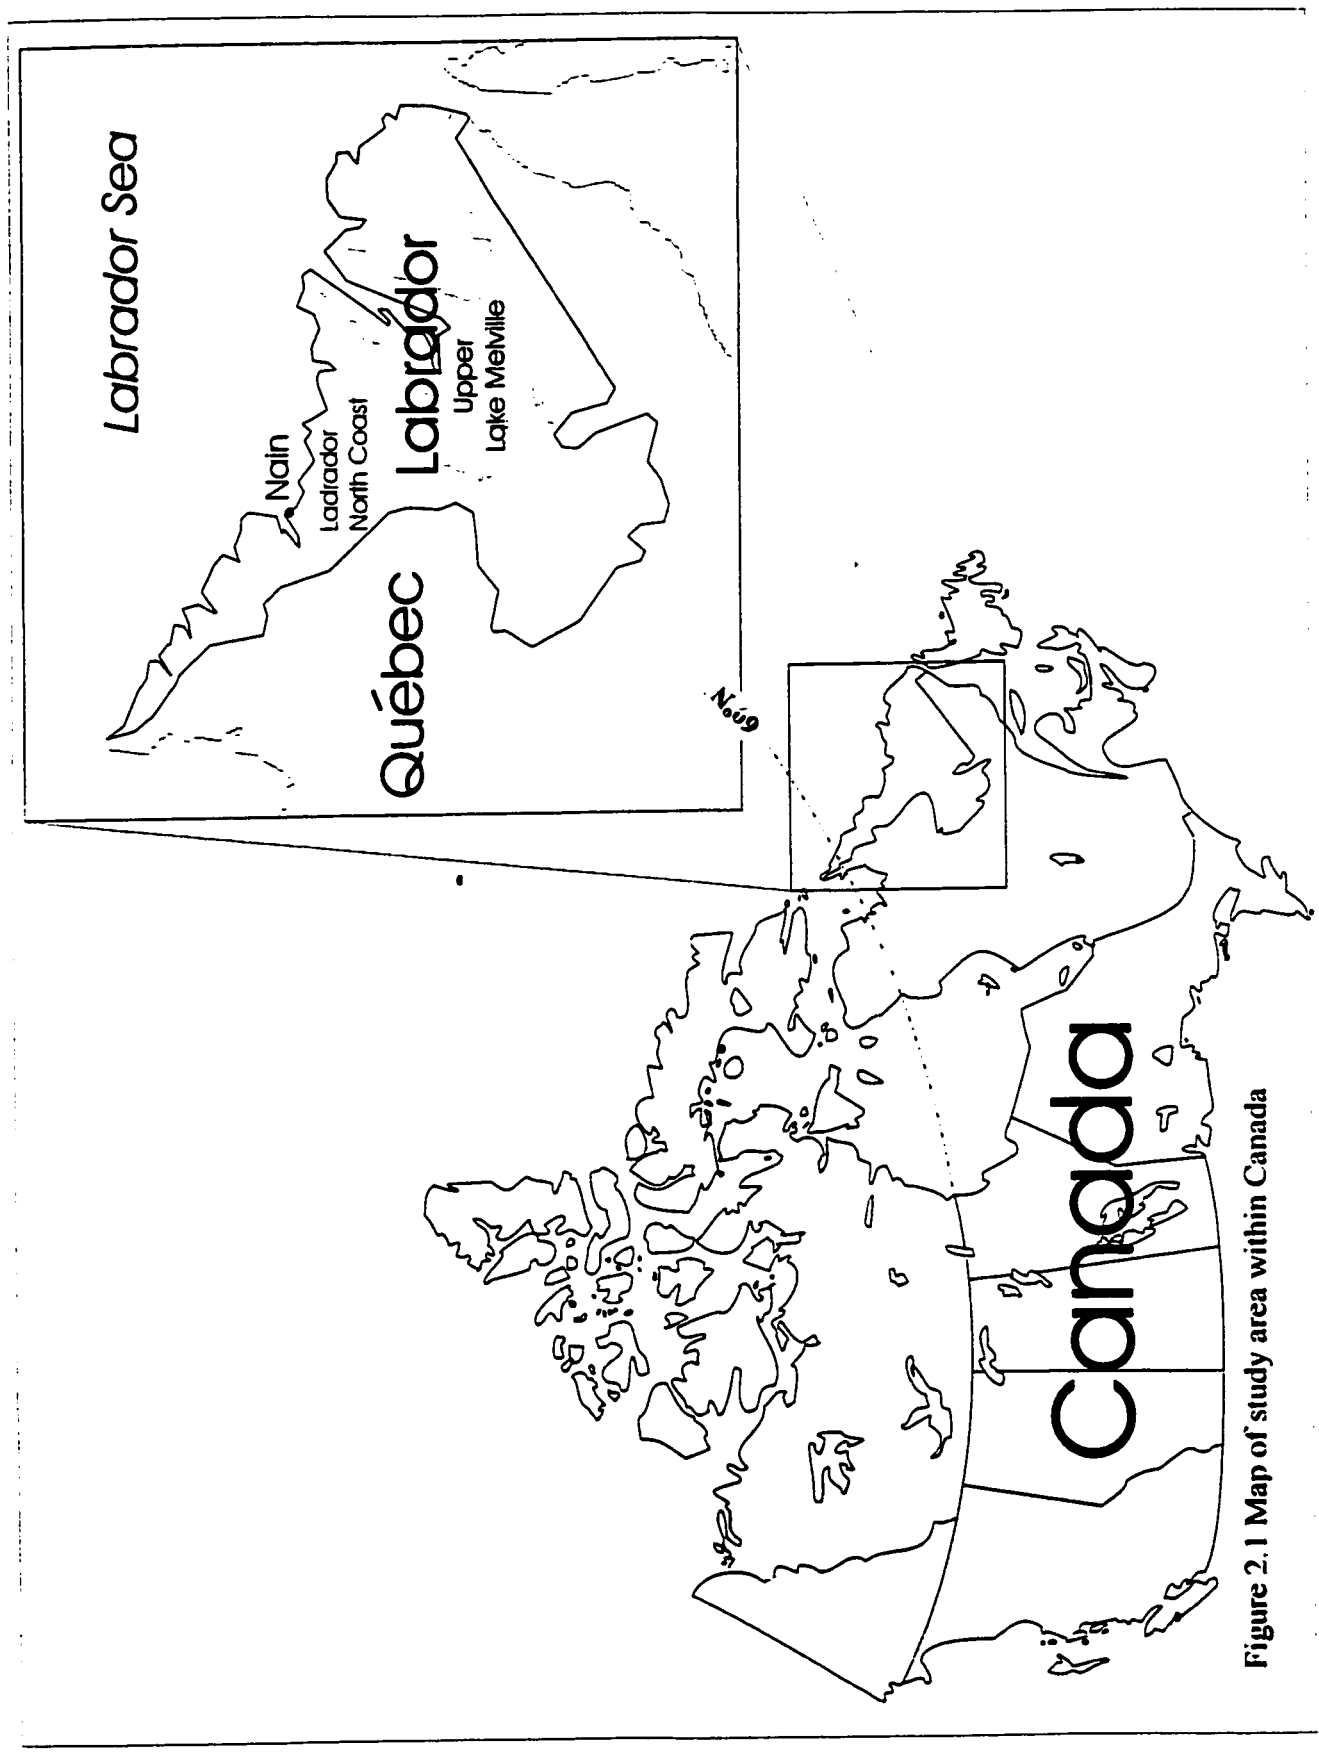 Labrador Sea
Nain
Ladrador
North Coast
Labrador
Upper
Lake Melville
Québec
60°N
Canada
Figure 2.1 Map of study area within Canada